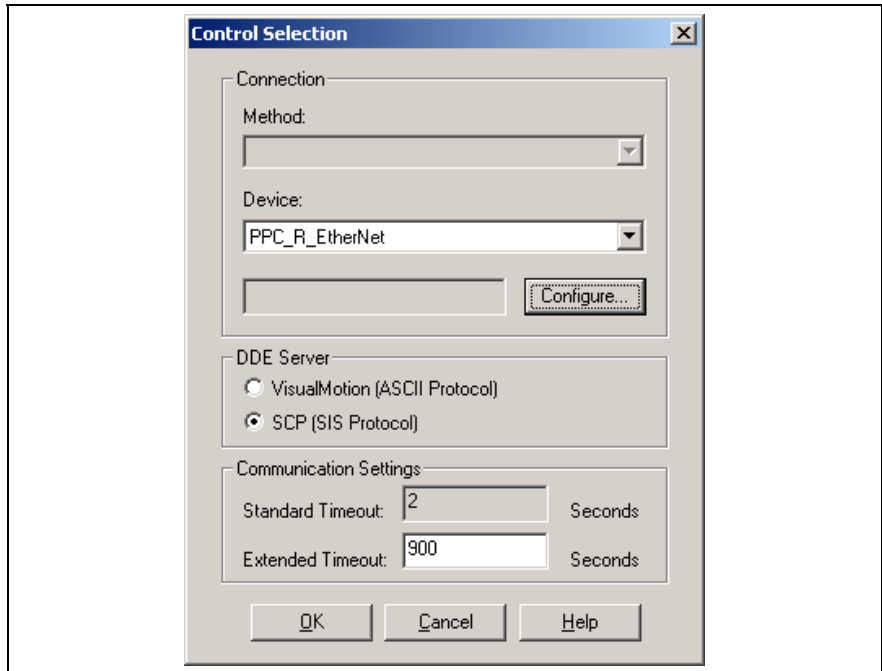 Control Selection
Connection
Method:
Device:
PPC_R_EtherNet
Configure...
DDE Server
VisualMotion (ASCII Protocol)
SCP (SIS Protocol)
Communication Settings
Standard Timeout: 2 Seconds
Extended Timeout: 900 Seconds
OK Cancel Help